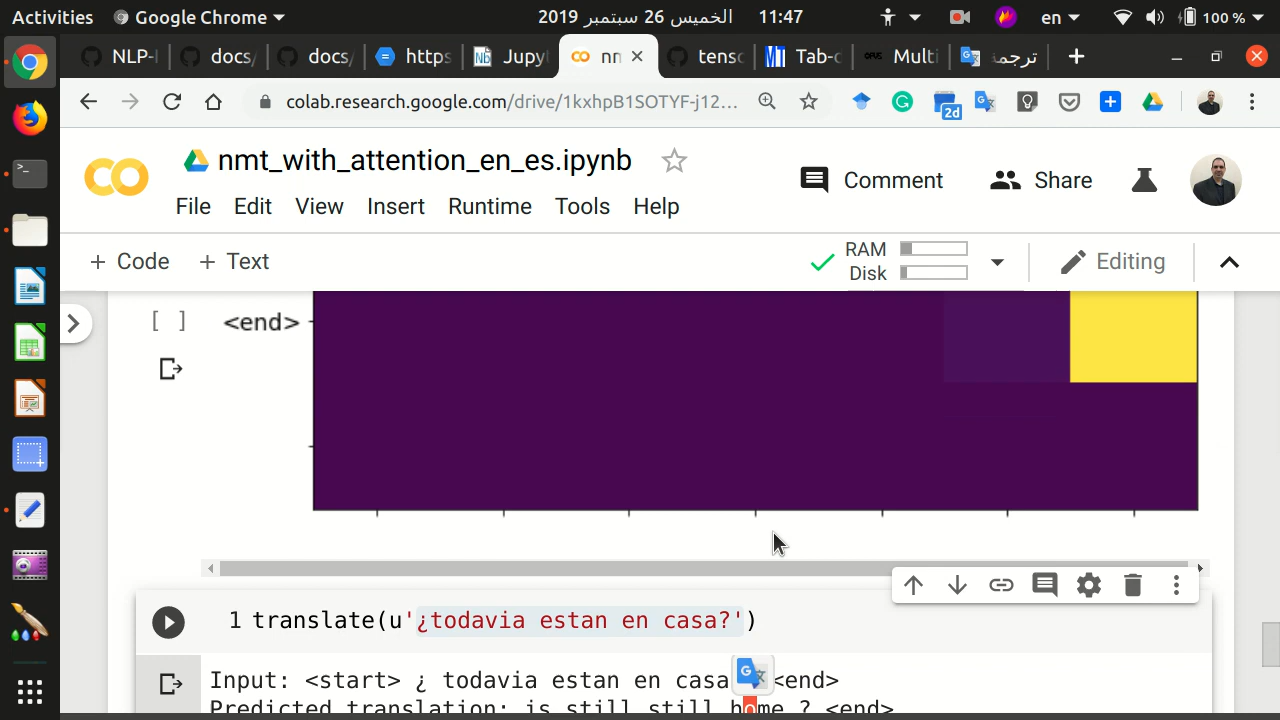 Activities Google Chrome ▾ الخميس 26 سبتمبر 2019 11:47 en 100 %
NLP- docs/ docs/ https Jupy nn tens Tab- Multi ترجمة
colab.research.google.com/drive/1kxhpB1SOTYF-j12... 2d
nmt_with_attention_en_es.ipynb
Comment Share
File Edit View Insert Runtime Tools Help
+ Code + Text RAM Disk Editing
[ ] <end>
1 translate(u'¿todavia estan en casa?')
Input: <start> ¿ todavia estan en casa <end>
Predicted translation: is still still home ? <end>